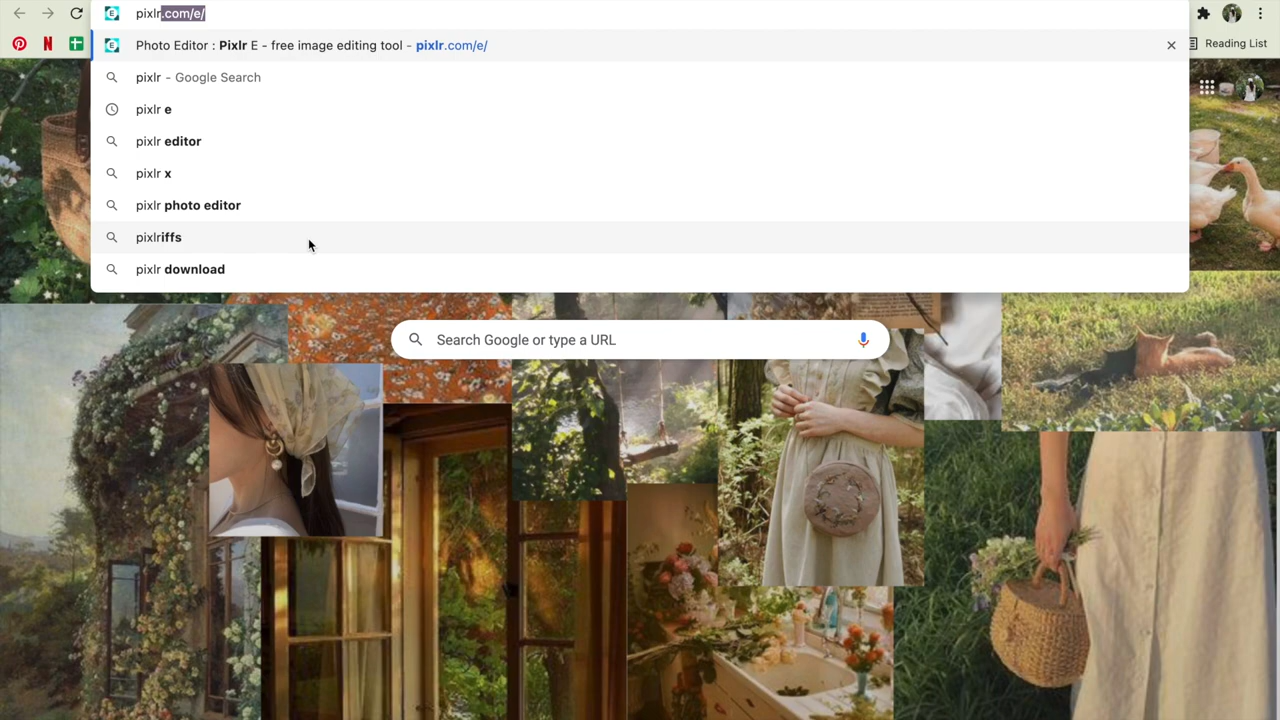 pixlr.com/e/
Photo Editor : Pixlr E - free image editing tool - pixlr.com/e/
Reading List
pixlr - Google Search
pixlr e
pixlr editor
pixlr x
pixlr photo editor
pixlriffs
pixlr download
Search Google or type a URL